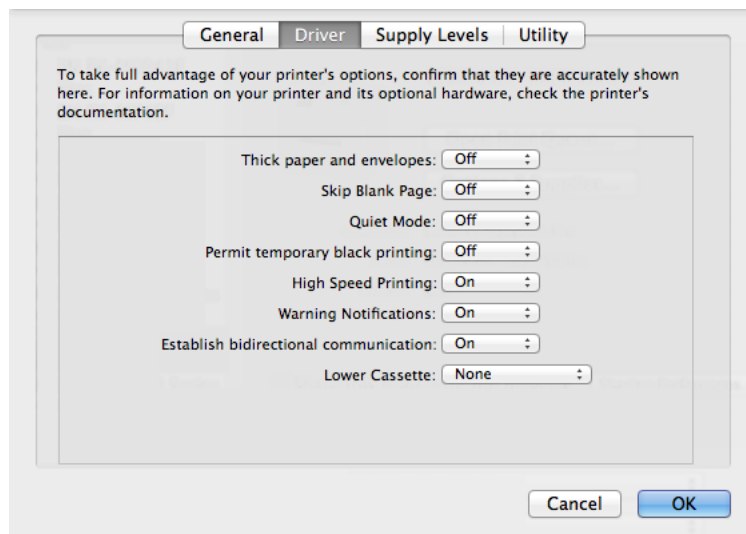 General Driver Supply Levels Utility
To take full advantage of your printer's options, confirm that they are accurately shown
here. For information on your printer and its optional hardware, check the printer's
documentation.
Thick paper and envelopes: Off
Skip Blank Page: Off
Quiet Mode: Off
Permit temporary black printing: Off
High Speed Printing: On
Warning Notifications: On
Establish bidirectional communication: On
Lower Cassette: None
Cancel OK